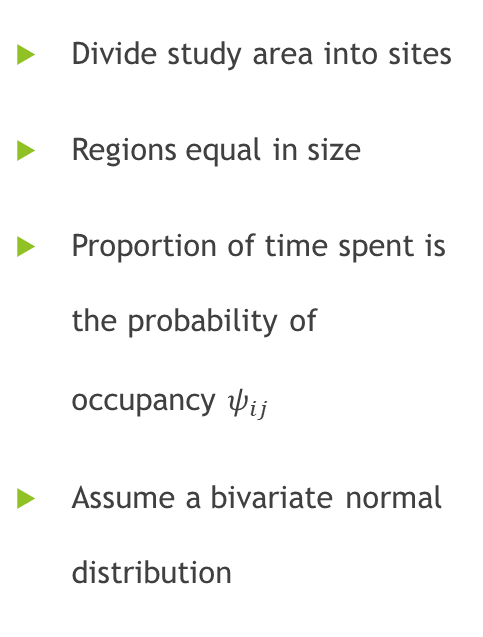 Divide study area into sites
Regions equal in size
Proportion of time spent is
the probability of
occupancy ψᵢⱼ
Assume a bivariate normal
distribution